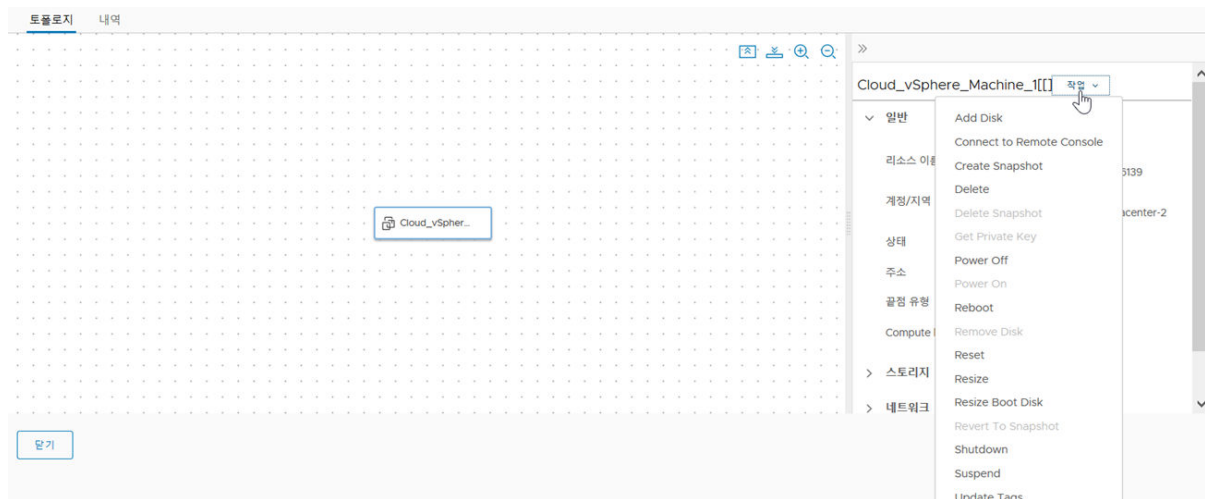 토폴로지 내역
Cloud_vSphere_Machine_1[[] 작업
일반
리소스 이름
6139
계정/지역
acenter-2
상태
주소
끝점 유형
Compute
스토리지
네트워크
Add Disk
Connect to Remote Console
Create Snapshot
Delete
Delete Snapshot
Get Private Key
Power Off
Power On
Reboot
Remove Disk
Reset
Resize
Resize Boot Disk
Revert To Snapshot
Shutdown
Suspend
Update Tags
Cloud_vSpher...
닫기